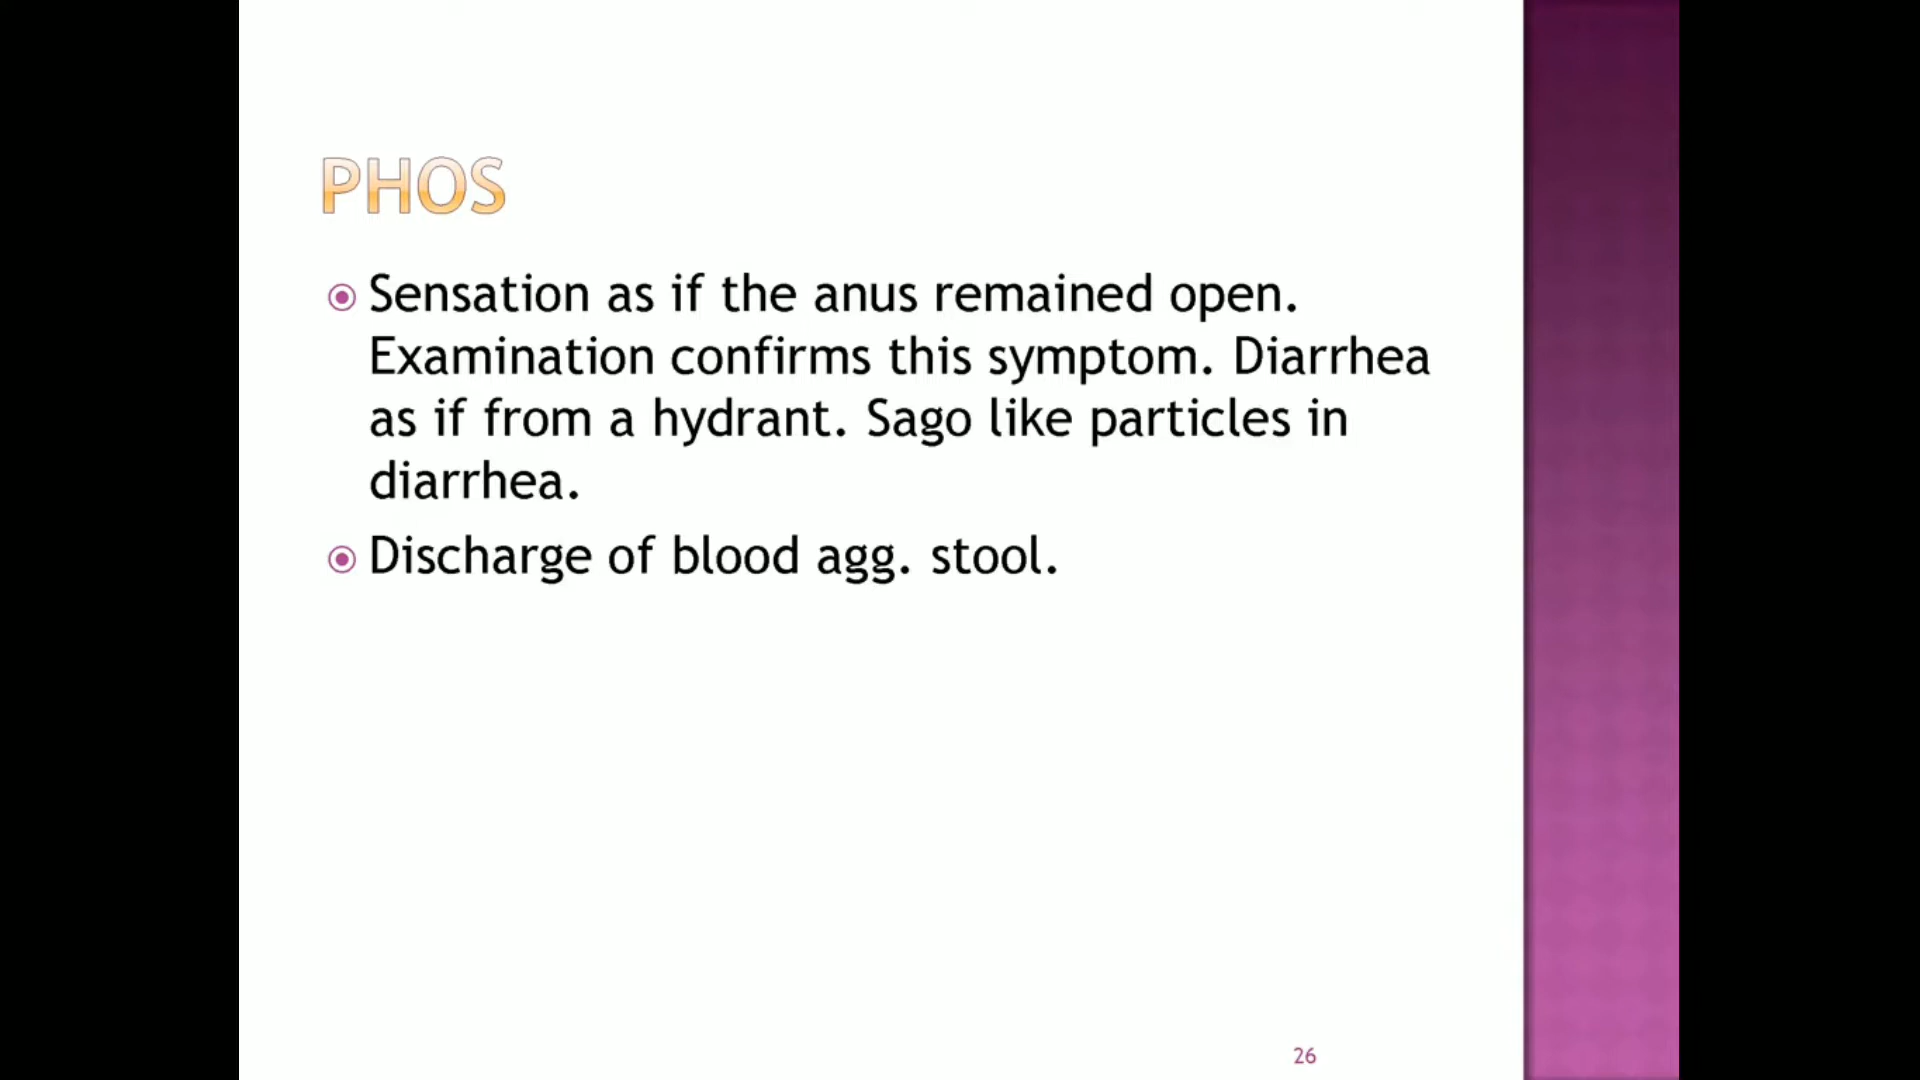 PHOS
Sensation as if the anus remained open.
Examination confirms this symptom. Diarrhea
as if from a hydrant. Sago like particles in
diarrhea.
Discharge of blood agg. stool.
26